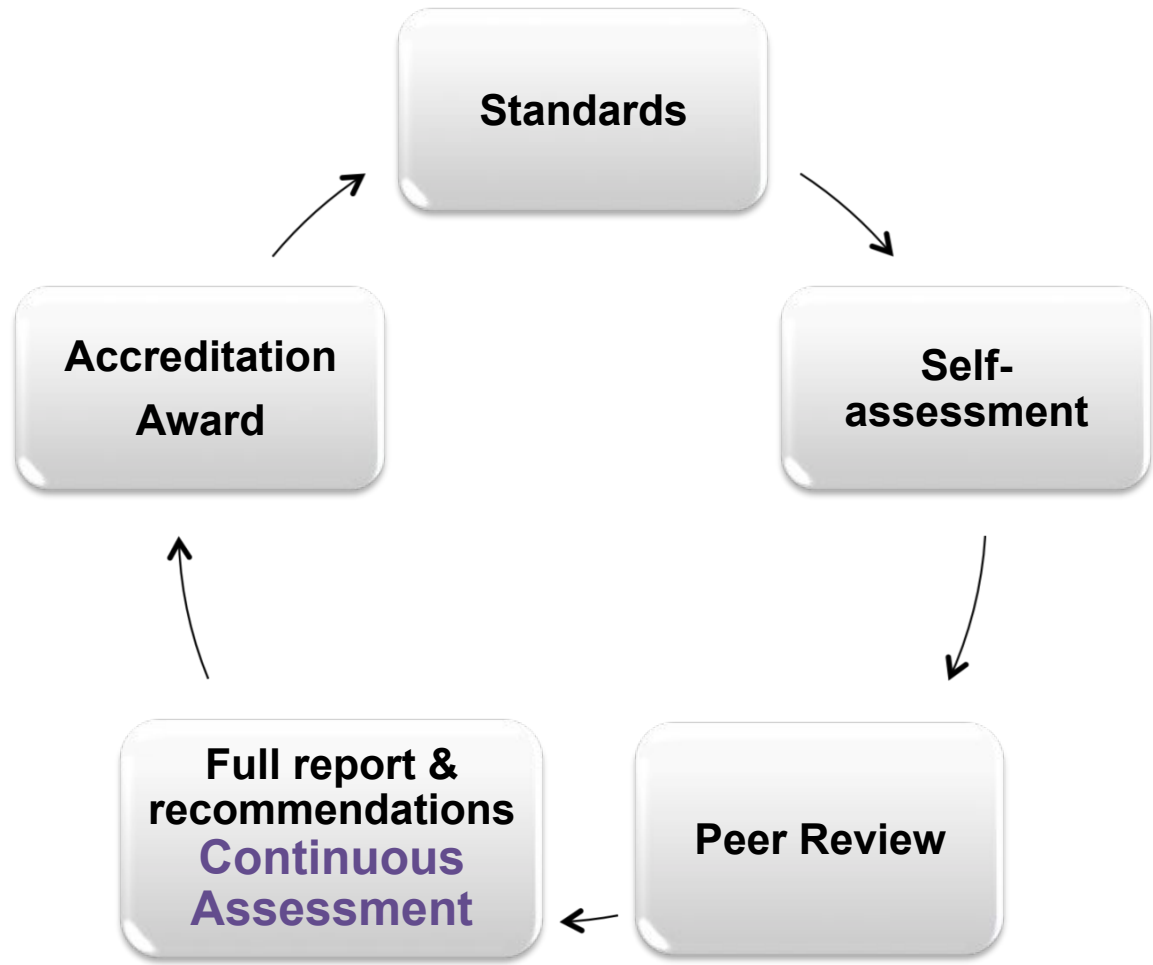 Standards
Self-
assessment
Peer Review
Full report &
recommendations
Continuous
Assessment
Accreditation
Award